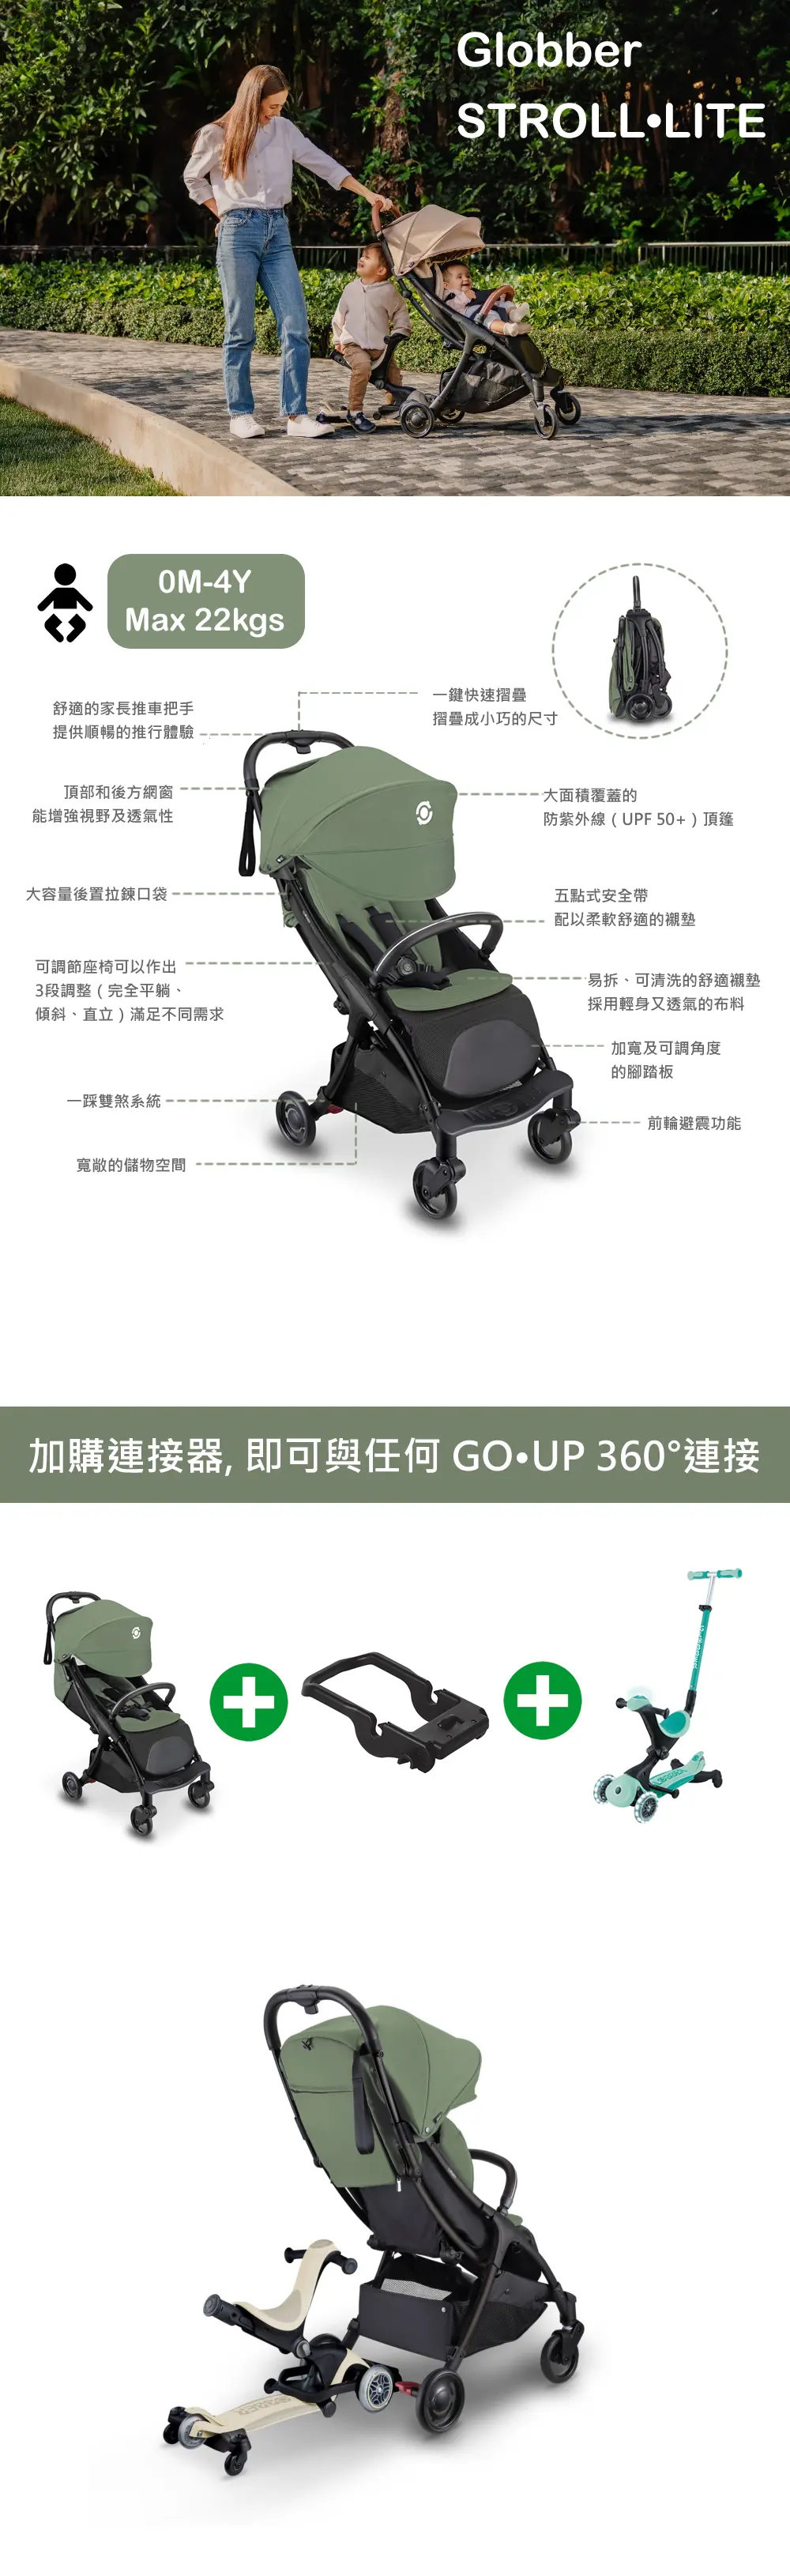 Globber
STROLL•LITE
0M-4Y
Max 22kgs
舒適的家長推車把手
提供順暢的推行體驗
一鍵快速摺疊
摺疊成小巧的尺寸
頂部和後方網窗
能增強視野及透氣性
大面積覆蓋的
防紫外線 ( UPF 50+ ) 頂篷
大容量後置拉鍊口袋
五點式安全帶
配以柔軟舒適的襯墊
可調節座椅可以作出
3段調整 ( 完全平躺、
傾斜、直立 ) 滿足不同需求
易拆、可清洗的舒適襯墊
採用輕身又透氣的布料
加寬及可調角度
的腳踏板
一踩雙煞系統
前輪避震功能
寬敞的儲物空間
加購連接器, 即可與任何 GO•UP 360°連接